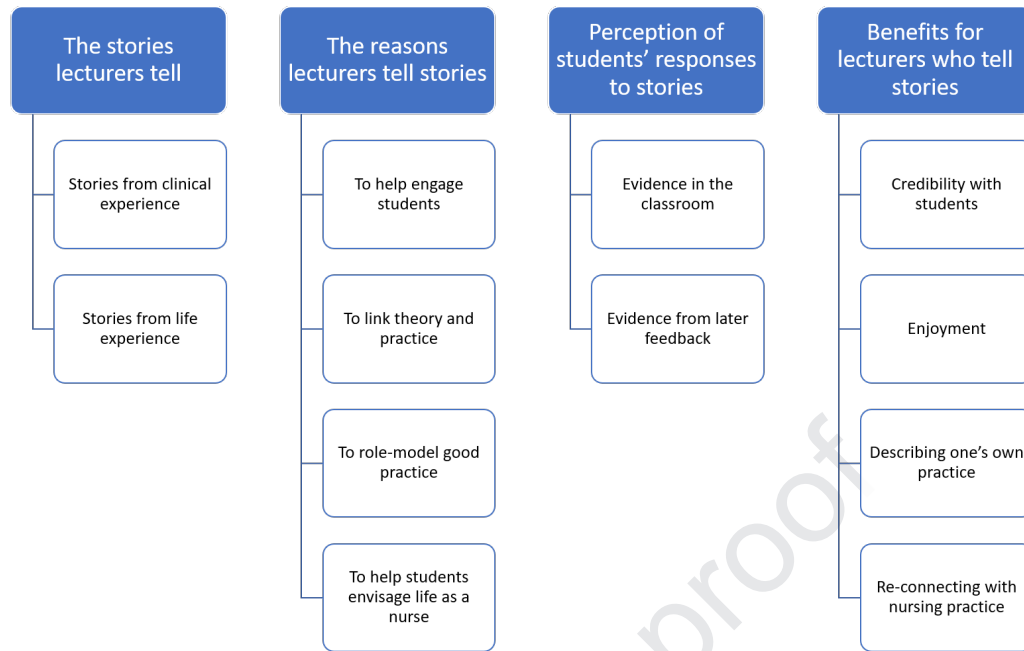 The stories
lecturers tell
Stories from clinical
experience
Stories from life
experience
The reasons
lecturers tell stories
To help engage
students
To link theory and
practice
To role-model good
practice
To help students
envisage life as a
nurse
Perception of
students’ responses
to stories
Evidence in the
classroom
Evidence from later
feedback
Benefits for
lecturers who tell
stories
Credibility with
students
Enjoyment
Describing one’s own
practice
Re-connecting with
nursing practice
proof